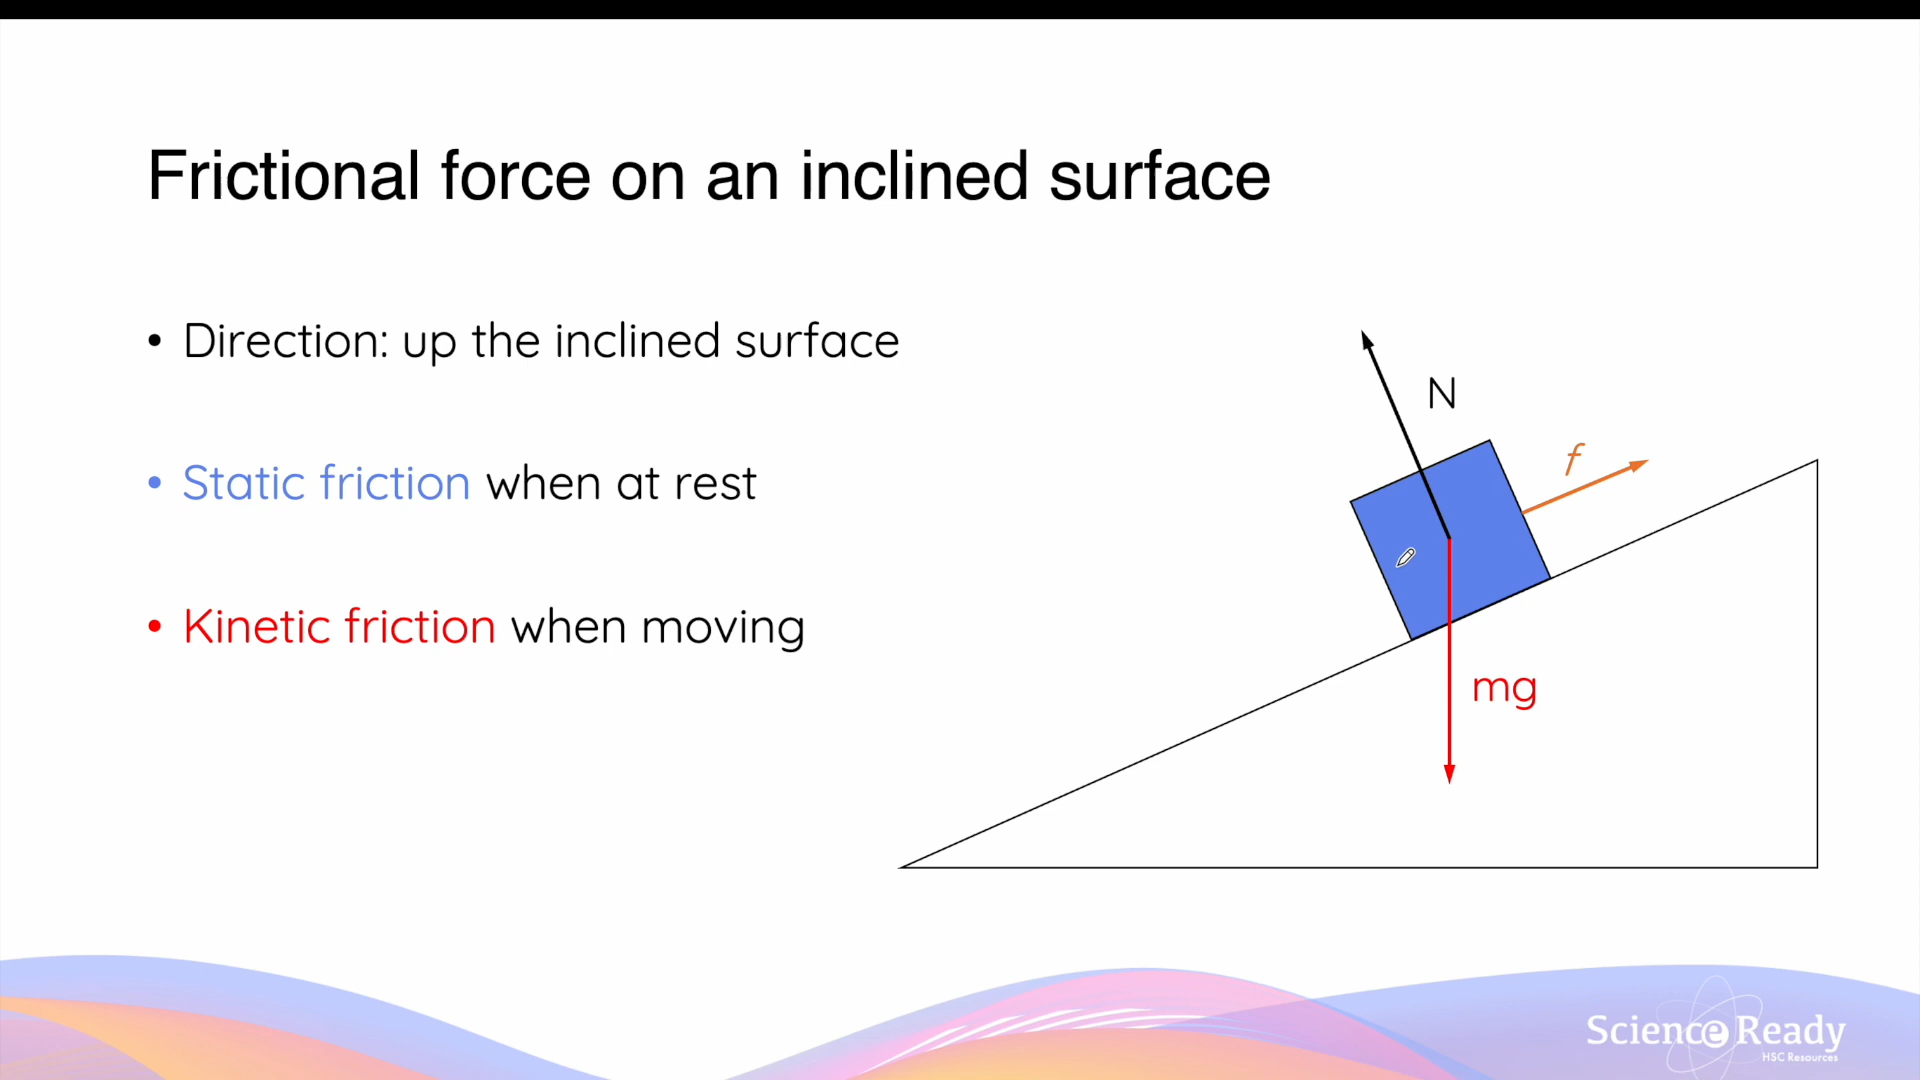 Frictional force on an inclined surface
• Direction: up the inclined surface
• Static friction when at rest
• Kinetic friction when moving
N
f
mg
Science Ready
HSC Resources